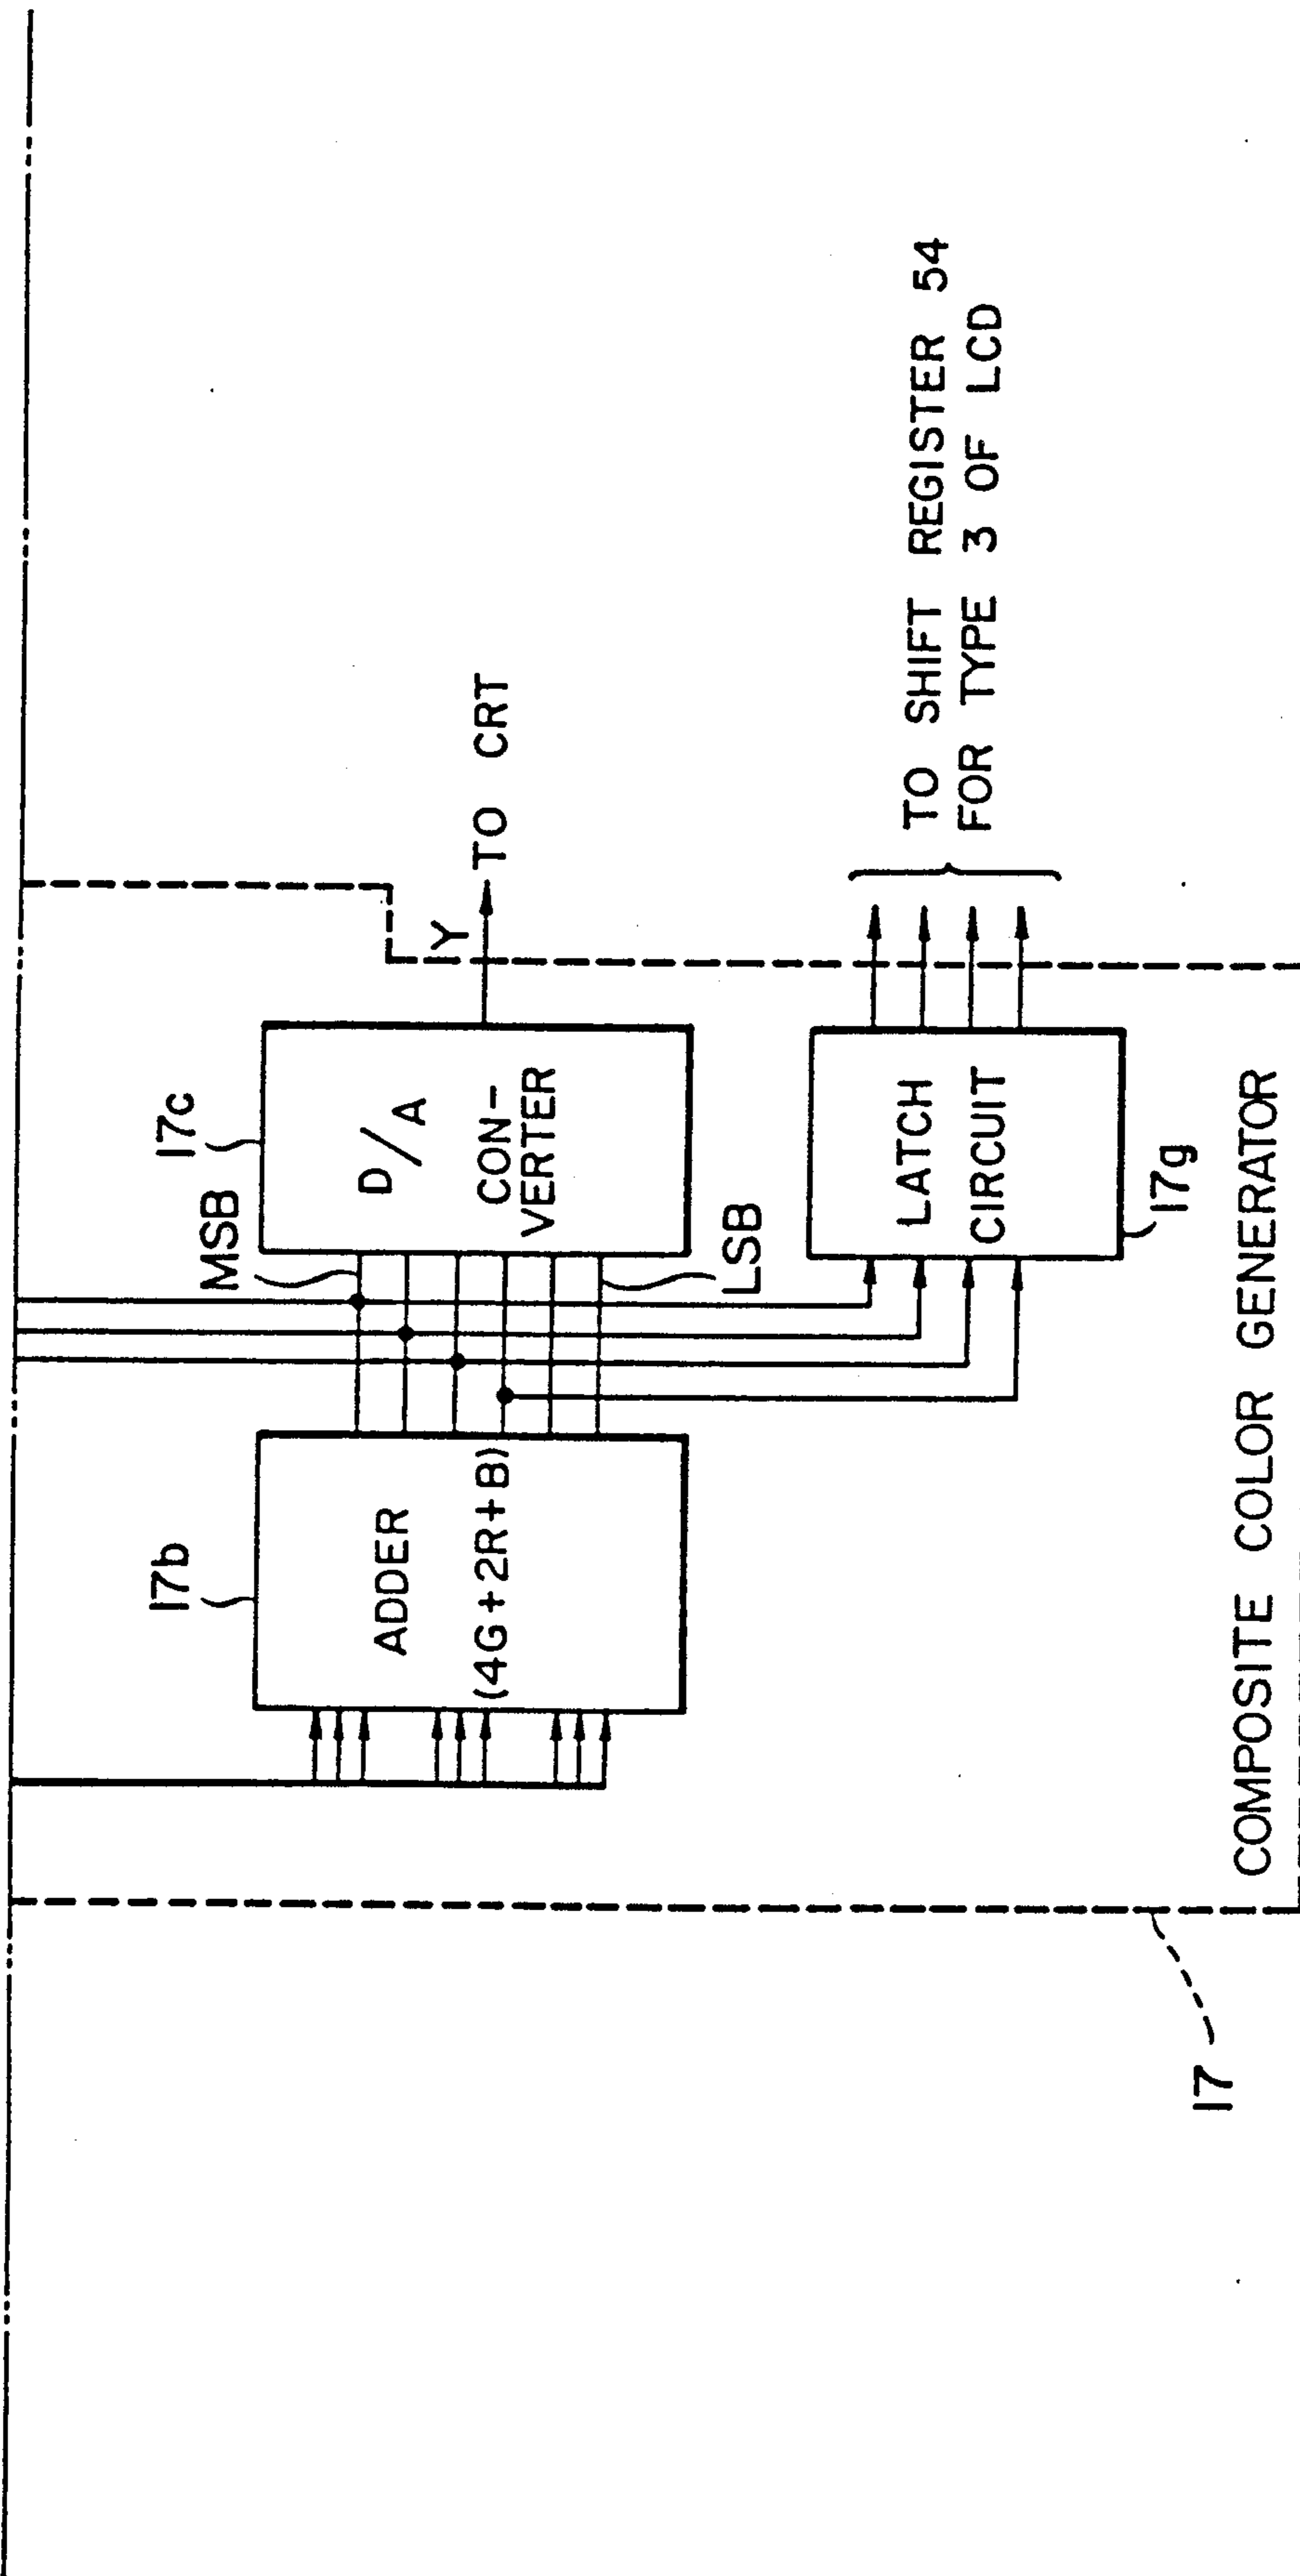 17b
17c
MSB
ADDER
(4G+2R+B)
D/A
CON-
VERTER
Y
TO CRT
LSB
LATCH
CIRCUIT
17g
TO SHIFT REGISTER 54
FOR TYPE 3 OF LCD
17
COMPOSITE COLOR GENERATOR